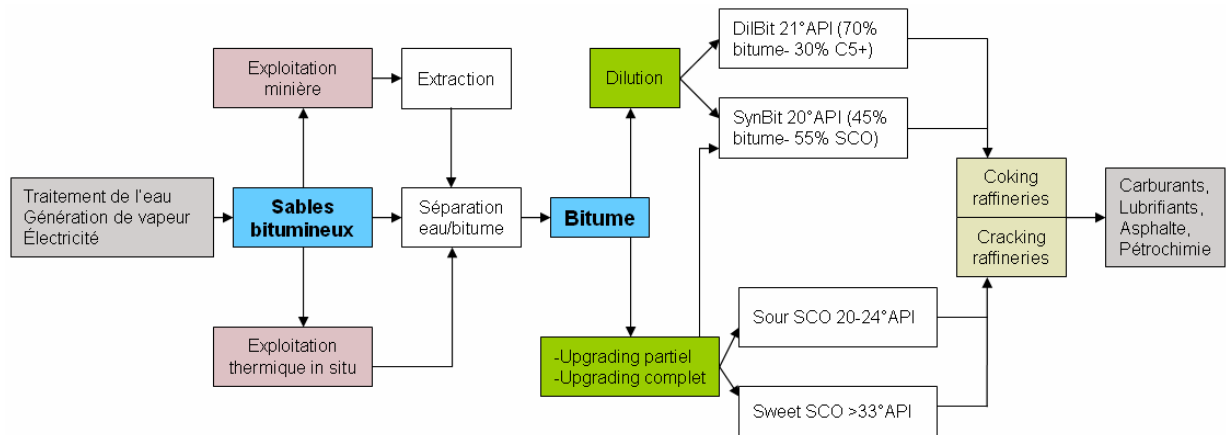 Exploitation
minière
Extraction
Dilution
DilBit 21°API (70%
bitume- 30% C5+)
SynBit 20°API (45%
bitume- 55% SCO)
Traitement de l'eau
Génération de vapeur
Électricité
Sables
bitumineux
Séparation
eau/bitume
Bitume
Coking
raffineries
Cracking
raffineries
Carburants,
Lubrifiants,
Asphalte,
Pétrochimie
Exploitation
thermique in situ
-Upgrading partiel
-Upgrading complet
Sour SCO 20-24°API
Sweet SCO >33°API